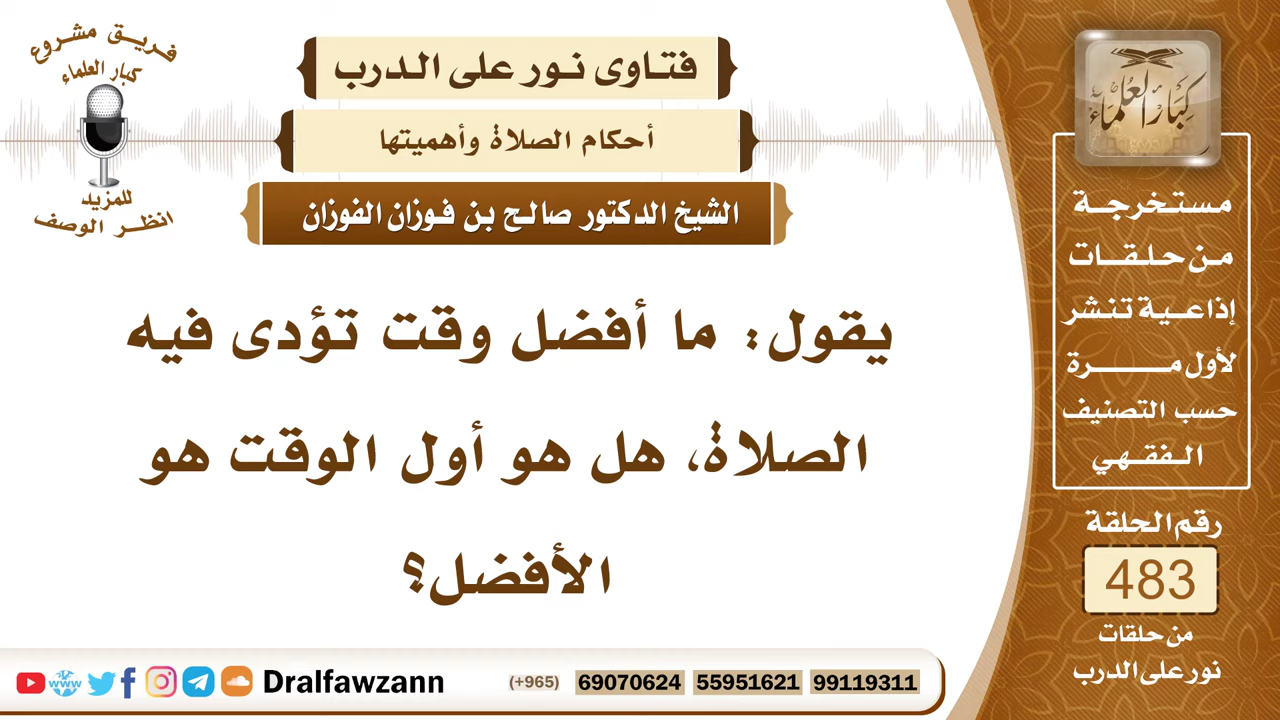 فريق مشروع
كبار العلماء
للمزيد
انظر الوصف
فتاوى نور على الدرب
أحكام الصلاة وأهميتها
الشيخ الدكتور صالح بن فوزان الفوزان
يقول: ما أفضل وقت تؤدى فيه
الصلاة، هل هو أول الوقت هو
الأفضل؟
كبار العلماء
مستخرجة
من حلقات
إذاعية تنشر
لأول مرة
حسب التصنيف
الفقهي
رقم الحلقة
483
من حلقات
نور على الدرب
www Dralfawzann (+965) 69070624 55951621 99119311